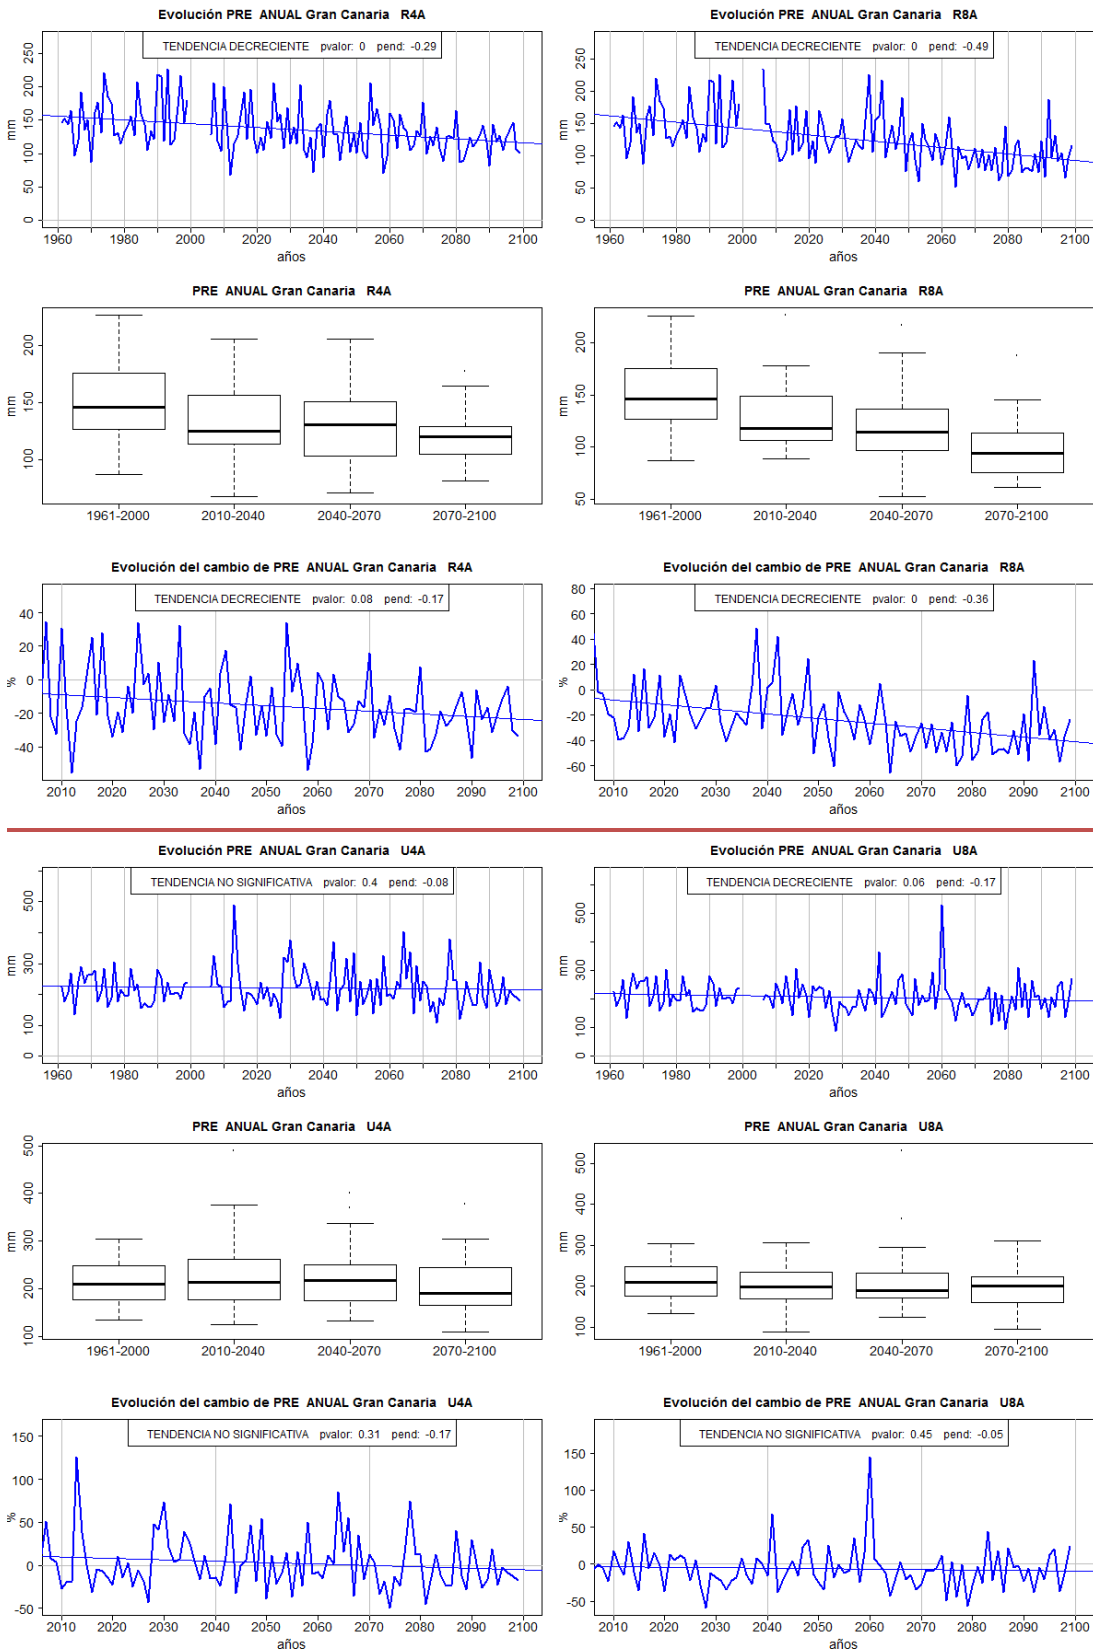 Evolución PRE ANUAL Gran Canaria R4A
TENDENCIA DECRECIENTE pvalor: 0 pend: -0.29
mm
0 50 100 150 200 250
1960 1980 2000 2020 2040 2060 2080 2100
años
Evolución PRE ANUAL Gran Canaria R8A
TENDENCIA DECRECIENTE pvalor: 0 pend: -0.49
mm
0 50 100 150 200 250
1960 1980 2000 2020 2040 2060 2080 2100
años
PRE ANUAL Gran Canaria R4A
mm
100 150 200
1961-2000 2010-2040 2040-2070 2070-2100
PRE ANUAL Gran Canaria R8A
mm
50 100 150 200
1961-2000 2010-2040 2040-2070 2070-2100
Evolución del cambio de PRE ANUAL Gran Canaria R4A
TENDENCIA DECRECIENTE pvalor: 0.08 pend: -0.17
%
40
20
0
-20
-40
2010 2020 2030 2040 2050 2060 2070 2080 2090 2100
años
Evolución del cambio de PRE ANUAL Gran Canaria R8A
TENDENCIA DECRECIENTE pvalor: 0 pend: -0.36
%
80
60
40
20
0
-20
-40
-60
2010 2020 2030 2040 2050 2060 2070 2080 2090 2100
años
Evolución PRE ANUAL Gran Canaria U4A
TENDENCIA NO SIGNIFICATIVA pvalor: 0.4 pend: -0.08
mm
0 100 200 300 500
1960 1980 2000 2020 2040 2060 2080 2100
años
Evolución PRE ANUAL Gran Canaria U8A
TENDENCIA DECRECIENTE pvalor: 0.06 pend: -0.17
mm
0 100 200 300 500
1960 1980 2000 2020 2040 2060 2080 2100
años
PRE ANUAL Gran Canaria U4A
mm
100 200 300 400 500
1961-2000 2010-2040 2040-2070 2070-2100
PRE ANUAL Gran Canaria U8A
mm
100 200 300 400 500
1961-2000 2010-2040 2040-2070 2070-2100
Evolución del cambio de PRE ANUAL Gran Canaria U4A
TENDENCIA NO SIGNIFICATIVA pvalor: 0.31 pend: -0.17
%
150
100
50
0
-50
2010 2020 2030 2040 2050 2060 2070 2080 2090 2100
años
Evolución del cambio de PRE ANUAL Gran Canaria U8A
TENDENCIA NO SIGNIFICATIVA pvalor: 0.45 pend: -0.05
%
150
100
50
0
-50
2010 2020 2030 2040 2050 2060 2070 2080 2090 2100
años